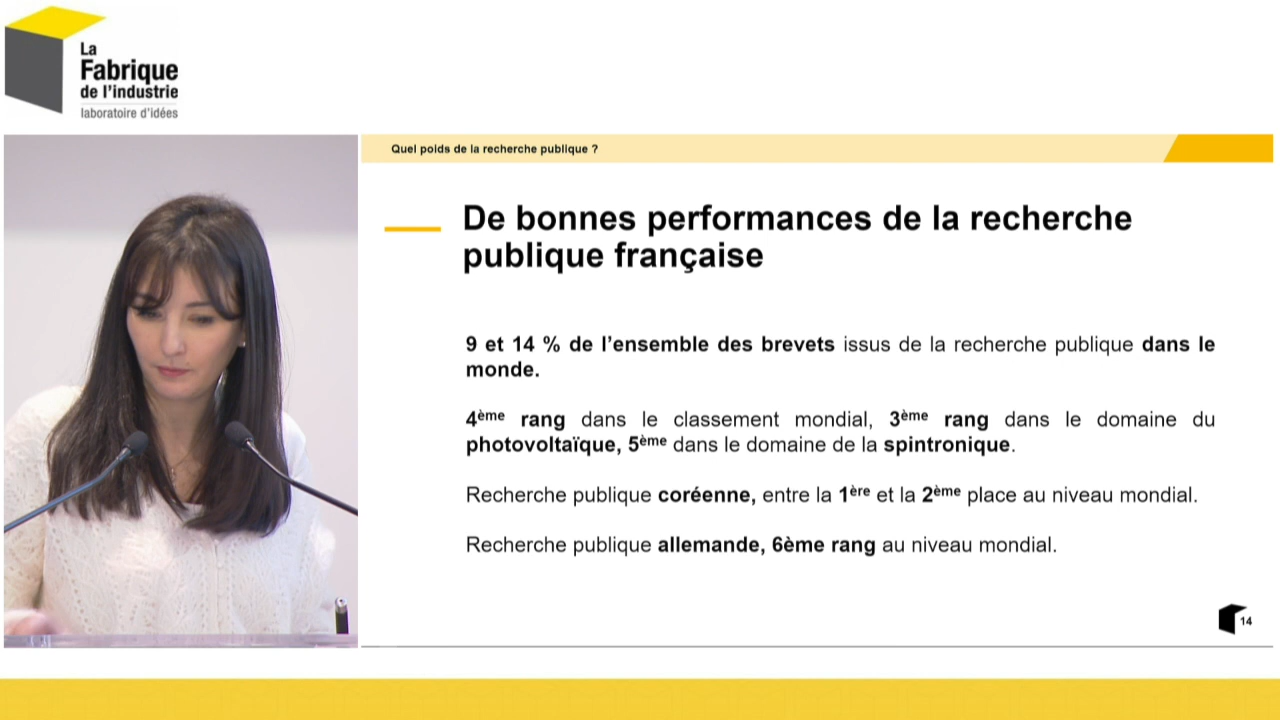 La
Fabrique
de l'industrie
laboratoire d'idées
Quel poids de la recherche publique ?
De bonnes performances de la recherche
publique française
9 et 14 % de l’ensemble des brevets issus de la recherche publique dans le
monde.
4ème rang dans le classement mondial, 3ème rang dans le domaine du
photovoltaïque, 5ème dans le domaine de la spintronique.
Recherche publique coréenne, entre la 1ère et la 2ème place au niveau mondial.
Recherche publique allemande, 6ème rang au niveau mondial.
14